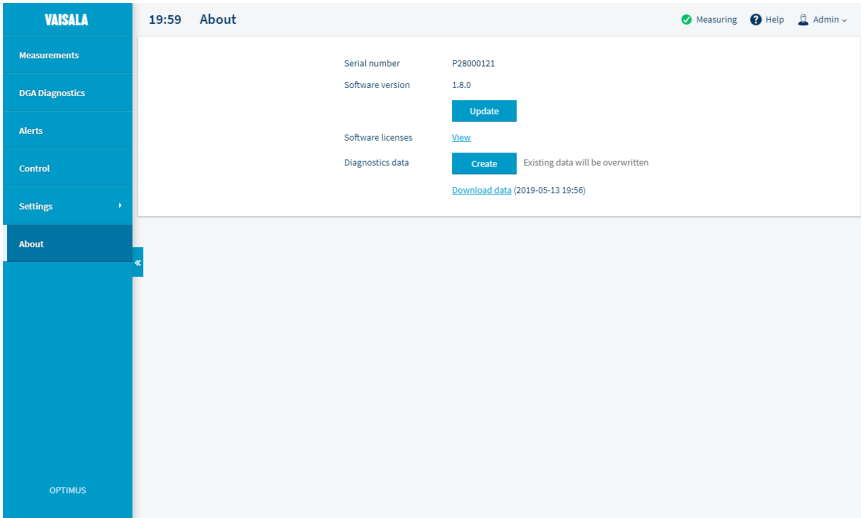 VAISALA
19:59 About
Measuring
Help
Admin
Measurements
DGA Diagnostics
Alerts
Control
Settings
About
OPTIMUS
Serial number P28000121
Software version 1.8.0
Update
Software licenses View
Diagnostics data Create Existing data will be overwritten
Download data (2019-05-13 19:56)